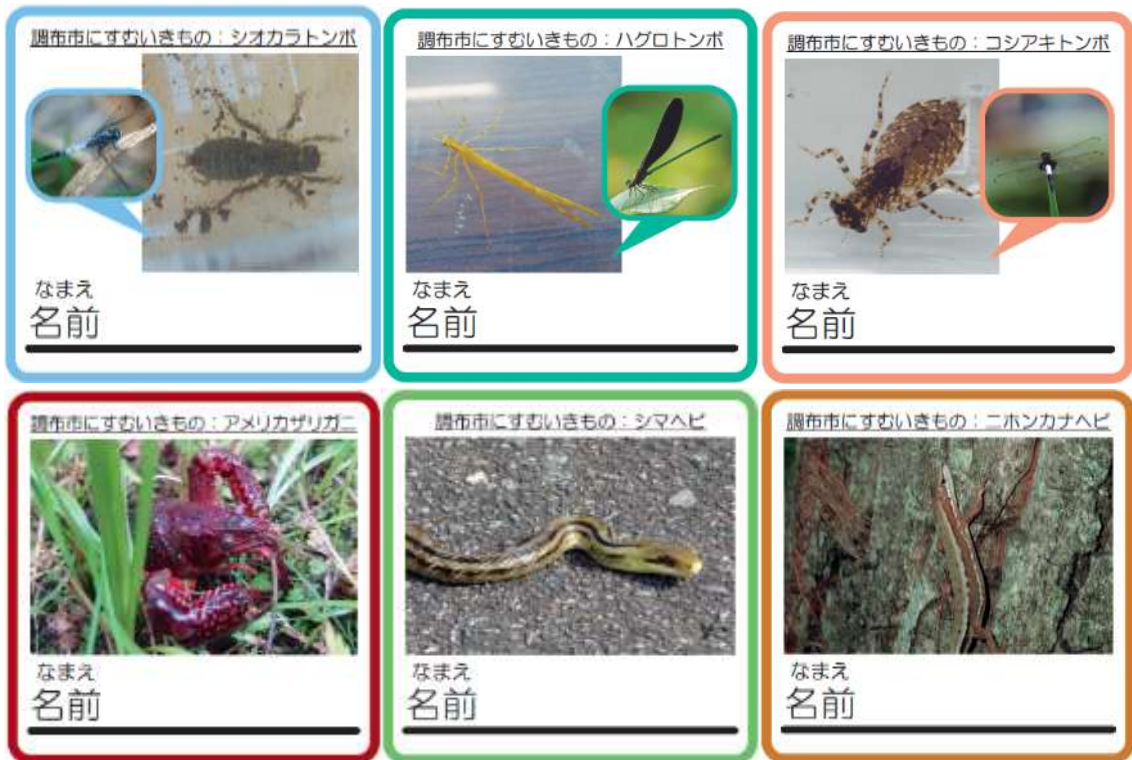 調布市にすむいきもの：シオカラトンボ
なまえ
名前
調布市にすむいきもの：ハグロトンボ
なまえ
名前
調布市にすむいきもの：コシアキトンボ
なまえ
名前
調布市にすむいきもの：アメリカザリガニ
なまえ
名前
調布市にすむいきもの：シマヘビ
なまえ
名前
調布市にすむいきもの：ニホンカナヘビ
なまえ
名前